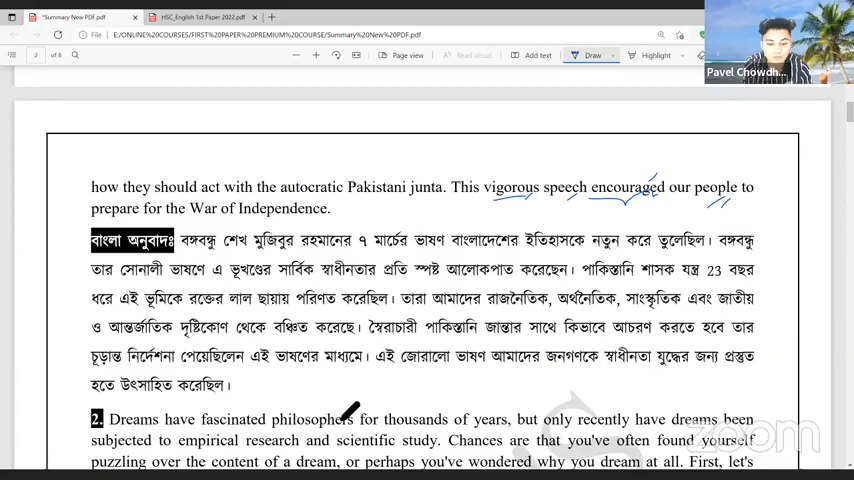 *Summary New PDF.pdf
HSC_English 1st Paper 2022.pdf
File
E:/ONLINE%20COURSES/FIRST%20PAPER%20PREMIUM%20COURSE/Summary%20New%20PDF.pdf
2 of 8
Page view
Read aloud
Add text
Draw
Highlight
Pavel Chowdh...
how they should act with the autocratic Pakistani junta. This vigorous speech encouraged our people to
prepare for the War of Independence.
বাংলা অনুবাদঃ বঙ্গবন্ধু শেখ মুজিবুর রহমানের ৭ মার্চের ভাষণ বাংলাদেশের ইতিহাসকে নতুন করে তুলেছিল। বঙ্গবন্ধু
তার সোনালী ভাষণে এ ভূখণ্ডের সার্বিক স্বাধীনতার প্রতি স্পষ্ট আলোকপাত করেছেন। পাকিস্তানি শাসক যন্ত্র 23 বছর
ধরে এই ভূমিকে রক্তের লাল ছায়ায় পরিণত করেছিল। তারা আমাদের রাজনৈতিক, অর্থনৈতিক, সাংস্কৃতিক এবং জাতীয়
ও আন্তর্জাতিক দৃষ্টিকোণ থেকে বঞ্চিত করেছে। স্বৈরাচারী পাকিস্তানি জান্তার সাথে কিভাবে আচরণ করতে হবে তার
চূড়ান্ত নির্দেশনা পেয়েছিলেন এই ভাষণের মাধ্যমে। এই জোরালো ভাষণ আমাদের জনগণকে স্বাধীনতা যুদ্ধের জন্য প্রস্তুত
হতে উৎসাহিত করেছিল।
2. Dreams have fascinated philosophers for thousands of years, but only recently have dreams been
subjected to empirical research and scientific study. Chances are that you've often found yourself
puzzling over the content of a dream, or perhaps you've wondered why you dream at all. First, let's
zoom